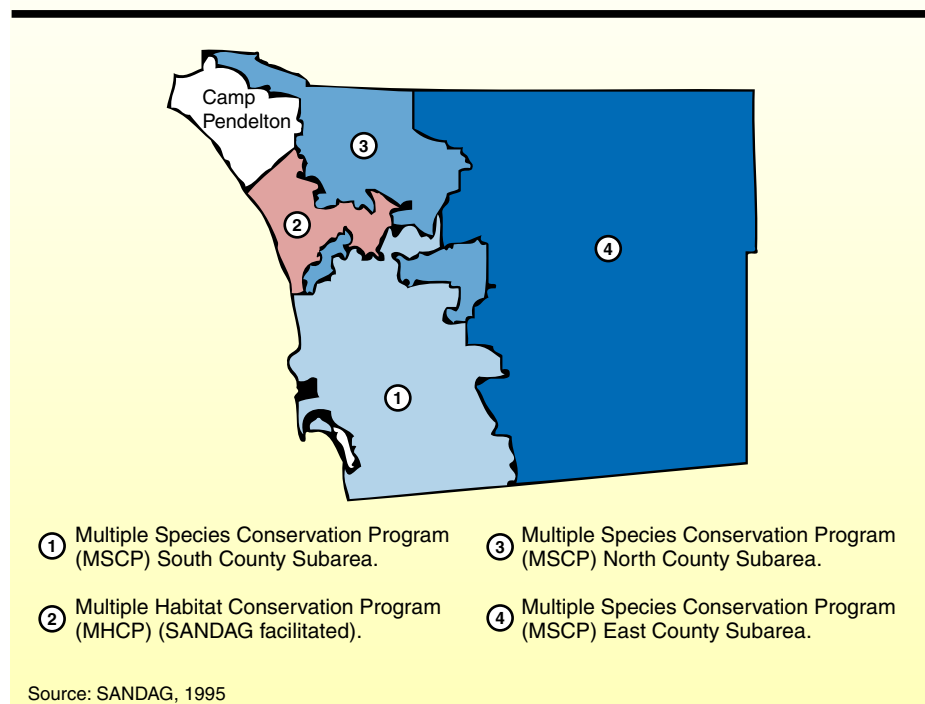 Camp
Pendelton
3
2
4
1
1 Multiple Species Conservation Program
(MSCP) South County Subarea.
2 Multiple Habitat Conservation Program
(MHCP) (SANDAG facilitated).
3 Multiple Species Conservation Program
(MSCP) North County Subarea.
4 Multiple Species Conservation Program
(MSCP) East County Subarea.
Source: SANDAG, 1995